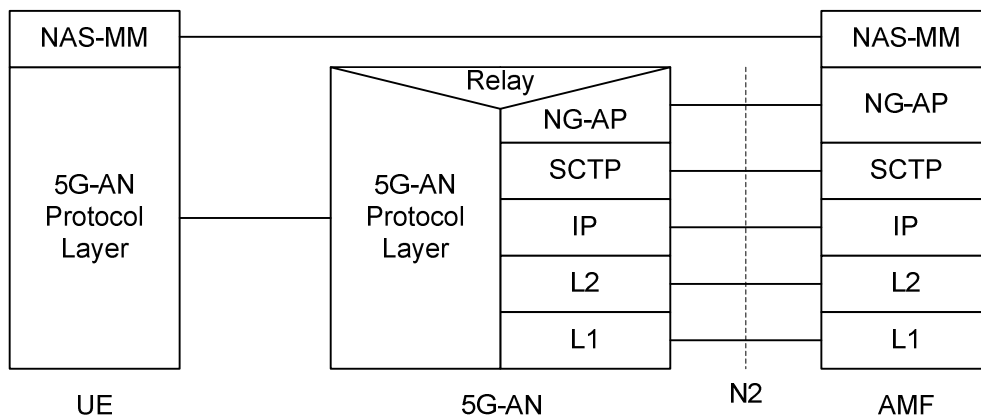 NAS-MM
NAS-MM
Relay
NG-AP
NG-AP
SCTP
SCTP
5G-AN
Protocol
Layer
5G-AN
Protocol
Layer
IP
IP
L2
L2
L1
L1
UE
5G-AN
N2
AMF